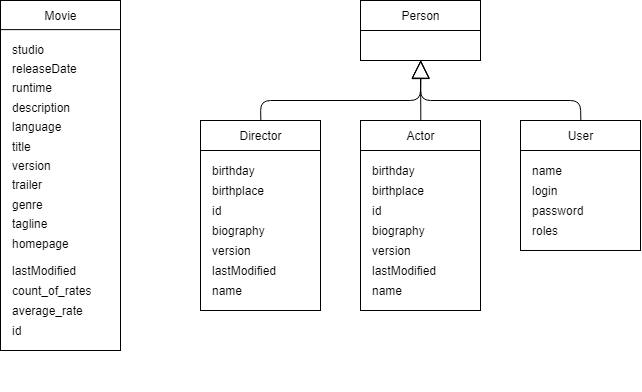 Movie
studio
releaseDate
runtime
description
language
title
version
trailer
genre
tagline
homepage
lastModified
count_of_rates
average_rate
id
Person
Director
birthday
birthplace
id
biography
version
lastModified
name
Actor
birthday
birthplace
id
biography
version
lastModified
name
User
name
login
password
roles